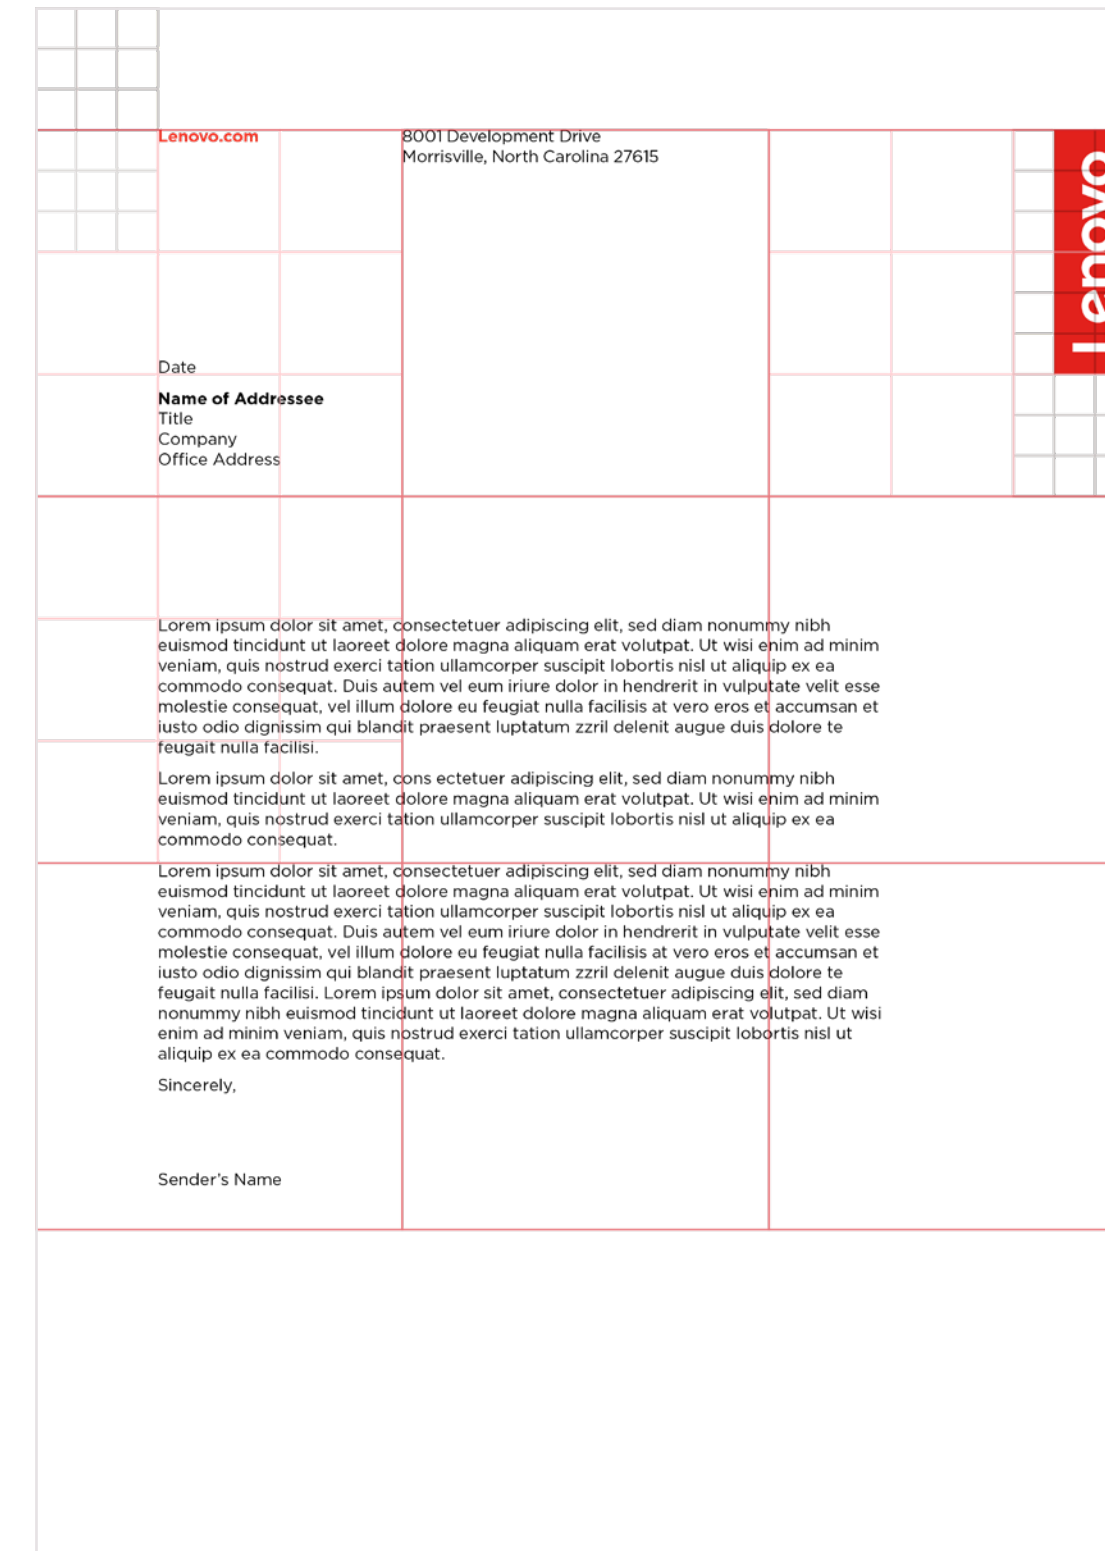 Lenovo.com
8001 Development Drive
Morrisville, North Carolina 27615
Lenovo
Date
Name of Addressee
Title
Company
Office Address
Lorem ipsum dolor sit amet, consectetuer adipiscing elit, sed diam nonummy nibh
euismod tincidunt ut laoreet dolore magna aliquam erat volutpat. Ut wisi enim ad minim
veniam, quis nostrud exerci tation ullamcorper suscipit lobortis nisl ut aliquip ex ea
commodo consequat. Duis autem vel eum iriure dolor in hendrerit in vulputate velit esse
molestie consequat, vel illum dolore eu feugiat nulla facilisis at vero eros et accumsan et
iusto odio dignissim qui blandit praesent luptatum zzril delenit augue duis dolore te
feugait nulla facilisi.
Lorem ipsum dolor sit amet, cons ectetuer adipiscing elit, sed diam nonummy nibh
euismod tincidunt ut laoreet dolore magna aliquam erat volutpat. Ut wisi enim ad minim
veniam, quis nostrud exerci tation ullamcorper suscipit lobortis nisl ut aliquip ex ea
commodo consequat.
Lorem ipsum dolor sit amet, consectetuer adipiscing elit, sed diam nonummy nibh
euismod tincidunt ut laoreet dolore magna aliquam erat volutpat. Ut wisi enim ad minim
veniam, quis nostrud exerci tation ullamcorper suscipit lobortis nisl ut aliquip ex ea
commodo consequat. Duis autem vel eum iriure dolor in hendrerit in vulputate velit esse
molestie consequat, vel illum dolore eu feugiat nulla facilisis at vero eros et accumsan et
iusto odio dignissim qui blandit praesent luptatum zzril delenit augue duis dolore te
feugait nulla facilisi. Lorem ipsum dolor sit amet, consectetuer adipiscing elit, sed diam
nonummy nibh euismod tincidunt ut laoreet dolore magna aliquam erat volutpat. Ut wisi
enim ad minim veniam, quis nostrud exerci tation ullamcorper suscipit lobortis nisl ut
aliquip ex ea commodo consequat.
Sincerely,
Sender's Name